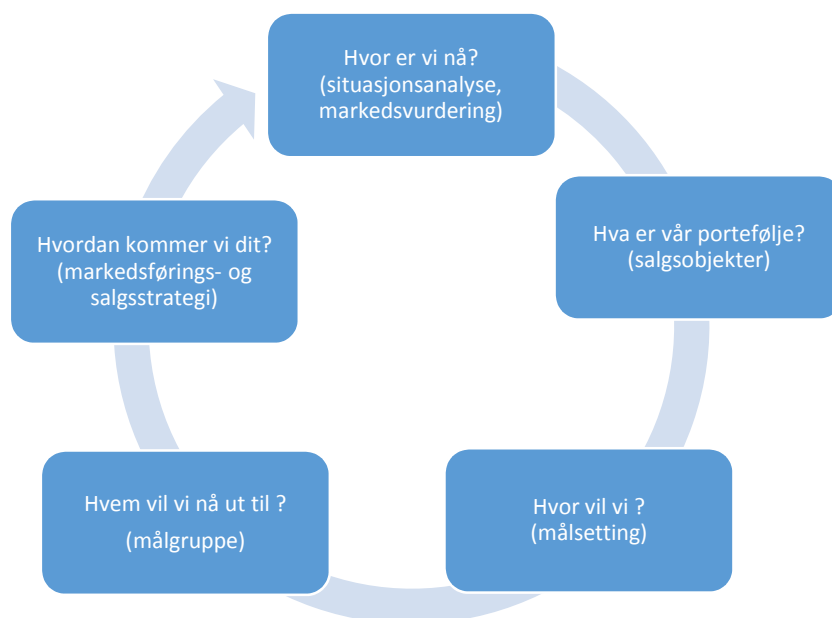 Hvor er vi nå?
(situasjonsanalyse,
markedsvurdering)
Hva er vår portefølje?
(salgsobjekter)
Hvor vil vi ?
(målsetting)
Hvem vil vi nå ut til ?
(målgruppe)
Hvordan kommer vi dit?
(markedsførings- og
salgsstrategi)